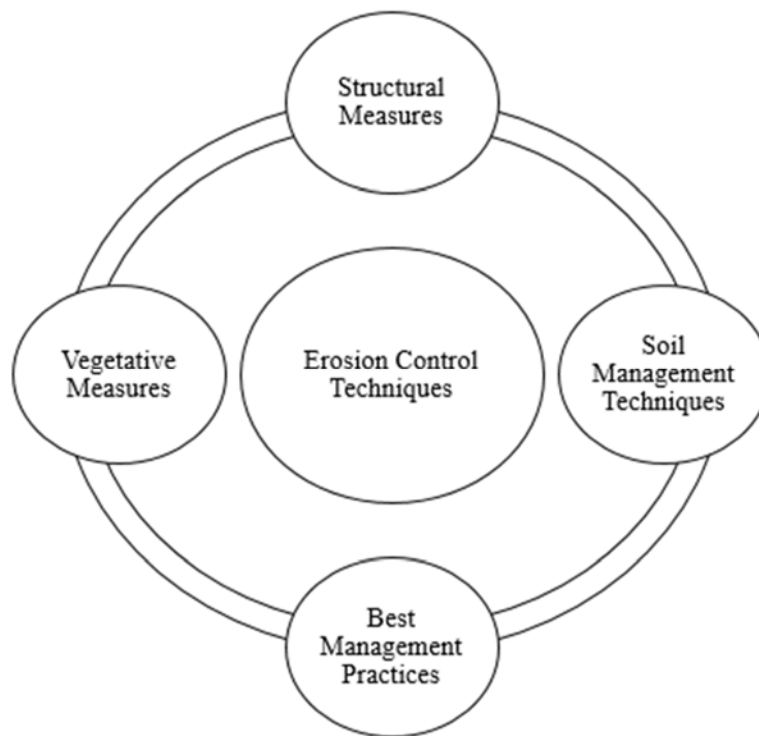 Structural
Measures
Vegetative
Measures
Erosion Control
Techniques
Soil
Management
Techniques
Best
Management
Practices